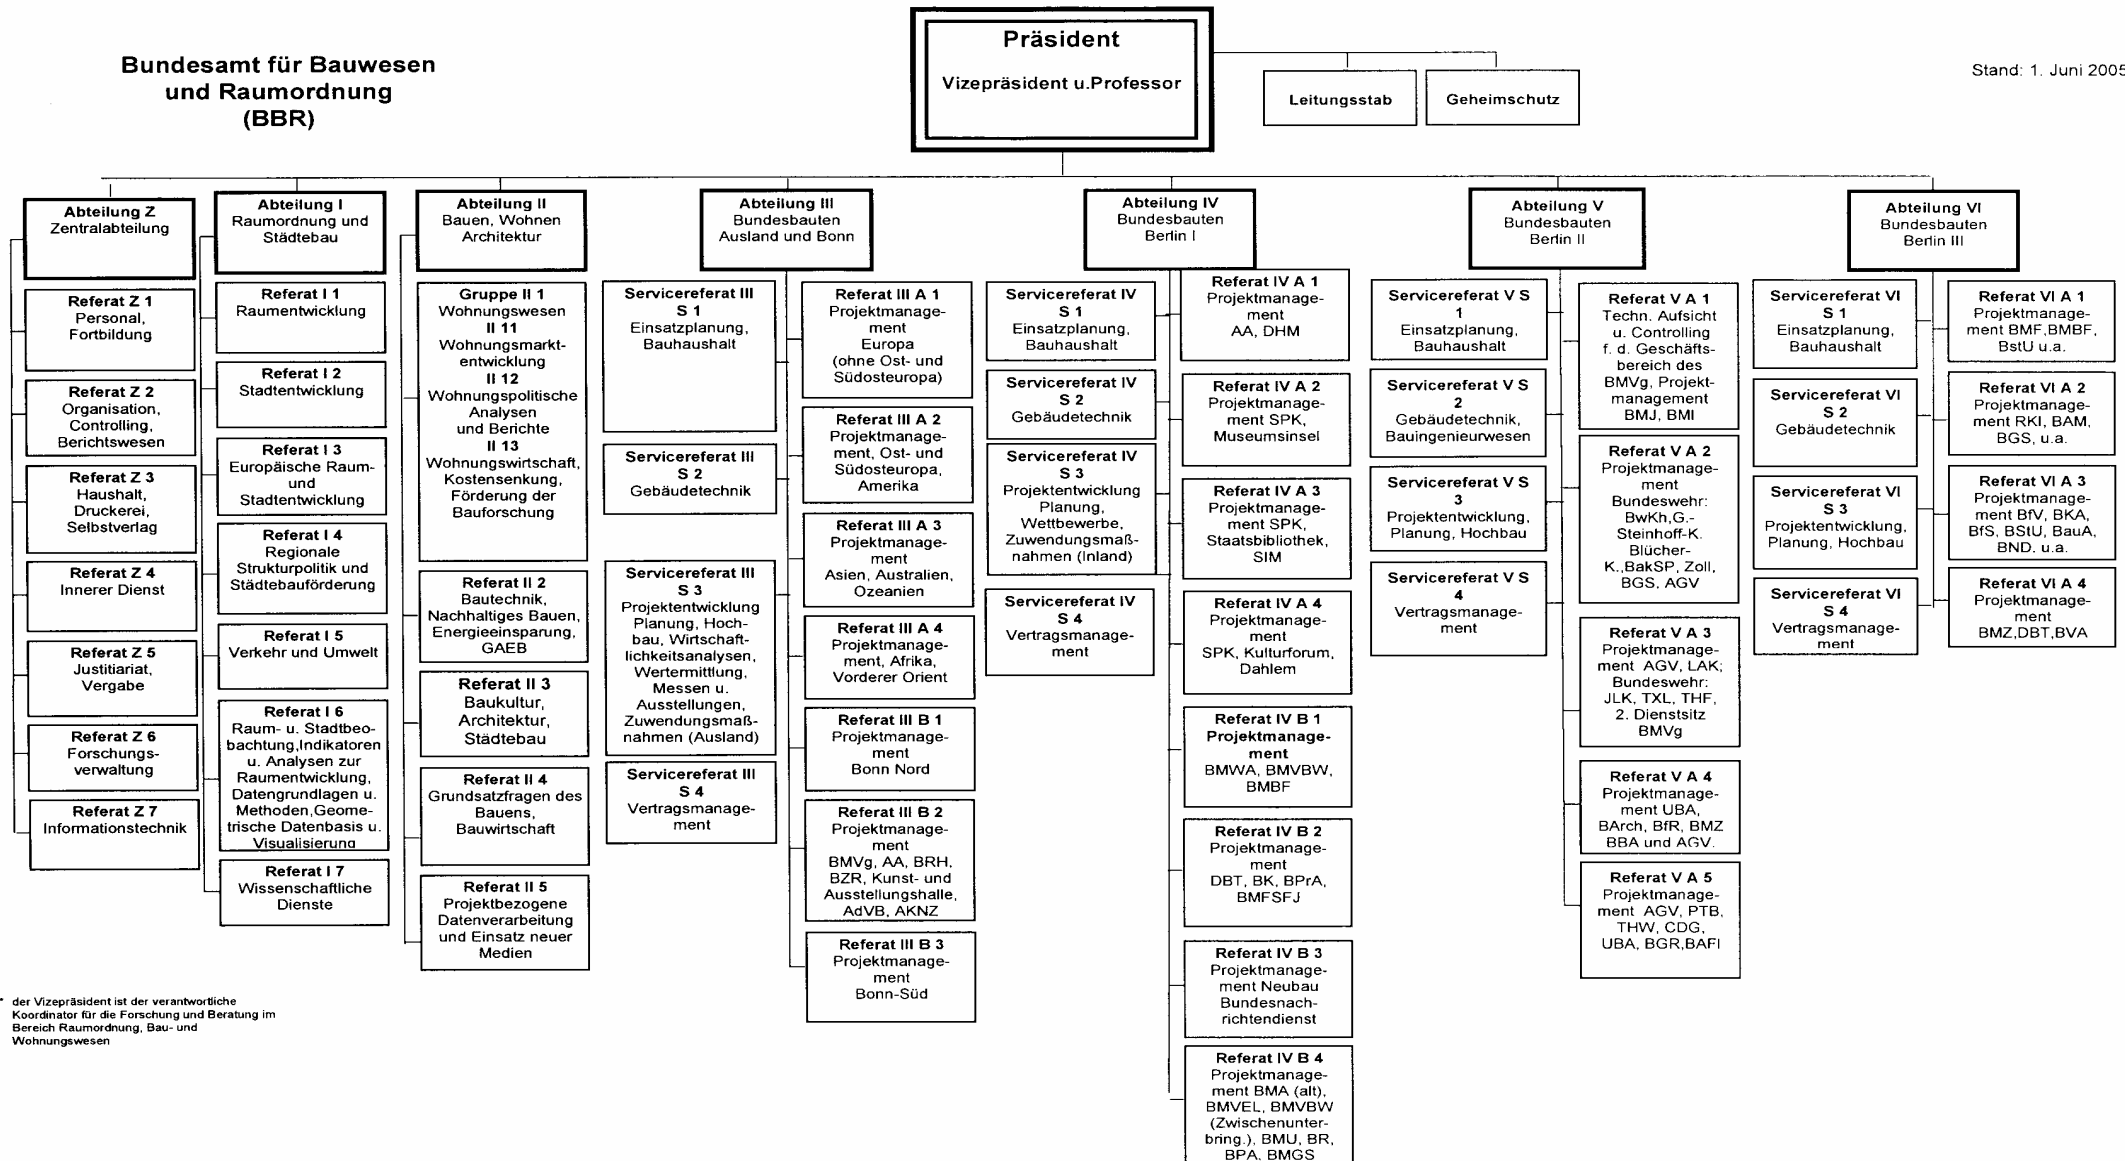 Bundesamt für Bauwesen
und Raumordnung
(BBR)
Präsident
Vizepräsident u.Professor
Leitungsstab
Geheimschutz
Stand: 1. Juni 2005
Abteilung Z
Zentralabteilung
Referat Z 1
Personal,
Fortbildung
Referat Z 2
Organisation,
Controlling,
Berichtswesen
Referat Z 3
Haushalt,
Druckerei,
Selbstverlag
Referat Z 4
Innerer Dienst
Referat Z 5
Justitiariat,
Vergabe
Referat Z 6
Forschungs-
verwaltung
Referat Z 7
Informationstechnik
Abteilung I
Raumordnung und
Städtebau
Referat I 1
Raumentwicklung
Referat I 2
Stadtentwicklung
Referat I 3
Europäische Raum-
und
Stadtentwicklung
Referat I 4
Regionale
Strukturpolitik und
Städtebauförderung
Referat I 5
Verkehr und Umwelt
Referat I 6
Raum- u. Stadtbeo-
bachtung,Indikatoren
u. Analysen zur
Raumentwicklung,
Datengrundlagen u.
Methoden,Geome-
trische Datenbasis u.
Visualisierung
Referat I 7
Wissenschaftliche
Dienste
Abteilung II
Bauen, Wohnen
Architektur
Gruppe II 1
Wohnungswesen
II 11
Wohnungsmarkt-
entwicklung
II 12
Wohnungspolitische
Analysen
und Berichte
II 13
Wohnungswirtschaft,
Kostensenkung,
Förderung der
Bauforschung
Referat II 2
Bautechnik,
Nachhaltiges Bauen,
Energieeinsparung,
GAEB
Referat II 3
Baukultur,
Architektur,
Städtebau
Referat II 4
Grundsatzfragen des
Bauens,
Bauwirtschaft
Referat II 5
Projektbezogene
Datenverarbeitung
und Einsatz neuer
Medien
Abteilung III
Bundesbauten
Ausland und Bonn
Servicereferat III
S 1
Einsatzplanung,
Bauhaushalt
Servicereferat III
S 2
Gebäudetechnik
Servicereferat III
S 3
Projektentwicklung
Planung, Hoch-
bau, Wirtschaft-
lichkeitsanalysen,
Wertermittlung,
Messen u.
Ausstellungen,
Zuwendungsmaß-
nahmen (Ausland)
Servicereferat III
S 4
Vertragsmanage-
ment
Referat III A 1
Projektmanage-
ment
Europa
(ohne Ost- und
Südosteuropa)
Referat III A 2
Projektmanage-
ment, Ost- und
Südosteuropa,
Amerika
Referat III A 3
Projektmanage-
ment
Asien, Australien,
Ozeanien
Referat III A 4
Projektmanage-
ment, Afrika,
Vorderer Orient
Referat III B 1
Projektmanage-
ment
Bonn Nord
Referat III B 2
Projektmanage-
ment
BMVg, AA, BRH,
BZR, Kunst- und
Ausstellungshalle,
AdVB, AKNZ
Referat III B 3
Projektmanage-
ment
Bonn-Süd
Abteilung IV
Bundesbauten
Berlin I
Servicereferat IV
S 1
Einsatzplanung,
Bauhaushalt
Servicereferat IV
S 2
Gebäudetechnik
Servicereferat IV
S 3
Projektentwicklung
Planung,
Wettbewerbe,
Zuwendungsmaß-
nahmen (Inland)
Servicereferat IV
S 4
Vertragsmanage-
ment
Referat IV A 1
Projektmanage-
ment
AA, DHM
Referat IV A 2
Projektmanage-
ment SPK,
Museumsinsel
Referat IV A 3
Projektmanage-
ment SPK,
Staatsbibliothek,
SIM
Referat IV A 4
Projektmanage-
ment
SPK, Kulturforum,
Dahlem
Referat IV B 1
Projektmanage-
ment
BMWA, BMVBW,
BMBF
Referat IV B 2
Projektmanage-
ment
DBT, BK, BPrA,
BMFSFJ
Referat IV B 3
Projektmanage-
ment Neubau
Bundesnach-
richtendienst
Referat IV B 4
Projektmanage-
ment BMA (alt),
BMVEL, BMVBW
(Zwischenunter-
bring.), BMU, BR,
BPA, BMGS
Abteilung V
Bundesbauten
Berlin II
Servicereferat V S
1
Einsatzplanung,
Bauhaushalt
Servicereferat V S
2
Gebäudetechnik,
Bauingenieurwesen
Servicereferat V S
3
Projektentwicklung,
Planung, Hochbau
Servicereferat V S
4
Vertragsmanage-
ment
Referat V A 1
Techn. Aufsicht
u. Controlling
f. d. Geschäfts-
bereich des
BMVg, Projekt-
management
BMJ, BMI
Referat V A 2
Projektmanage-
ment
Bundeswehr:
BwKh,G.-
Steinhoff-K.
Blücher-
K.,BakSP, Zoll,
BGS, AGV
Referat V A 3
Projektmanage-
ment AGV, LAK;
Bundeswehr:
JLK, TXL, THF,
2. Dienstsitz
BMVg
Referat V A 4
Projektmanage-
ment UBA,
BArch, BfR, BMZ
BBA und AGV.
Referat V A 5
Projektmanage-
ment AGV, PTB,
THW, CDG,
UBA, BGR,BAFI
Abteilung VI
Bundesbauten
Berlin III
Servicereferat VI
S 1
Einsatzplanung,
Bauhaushalt
Servicereferat VI
S 2
Gebäudetechnik
Servicereferat VI
S 3
Projektentwicklung,
Planung, Hochbau
Servicereferat VI
S 4
Vertragsmanage-
ment
Referat VI A 1
Projektmanage-
ment BMF,BMBF,
BStU u.a.
Referat VI A 2
Projektmanage-
ment RKI, BAM,
BGS, u.a.
Referat VI A 3
Projektmanage-
ment BfV, BKA,
BfS, BStU, BauA,
BND. u.a.
Referat VI A 4
Projektmanage-
ment
BMZ,DBT,BVA
* der Vizepräsident ist der verantwortliche
Koordinator für die Forschung und Beratung im
Bereich Raumordnung, Bau- und
Wohnungswesen